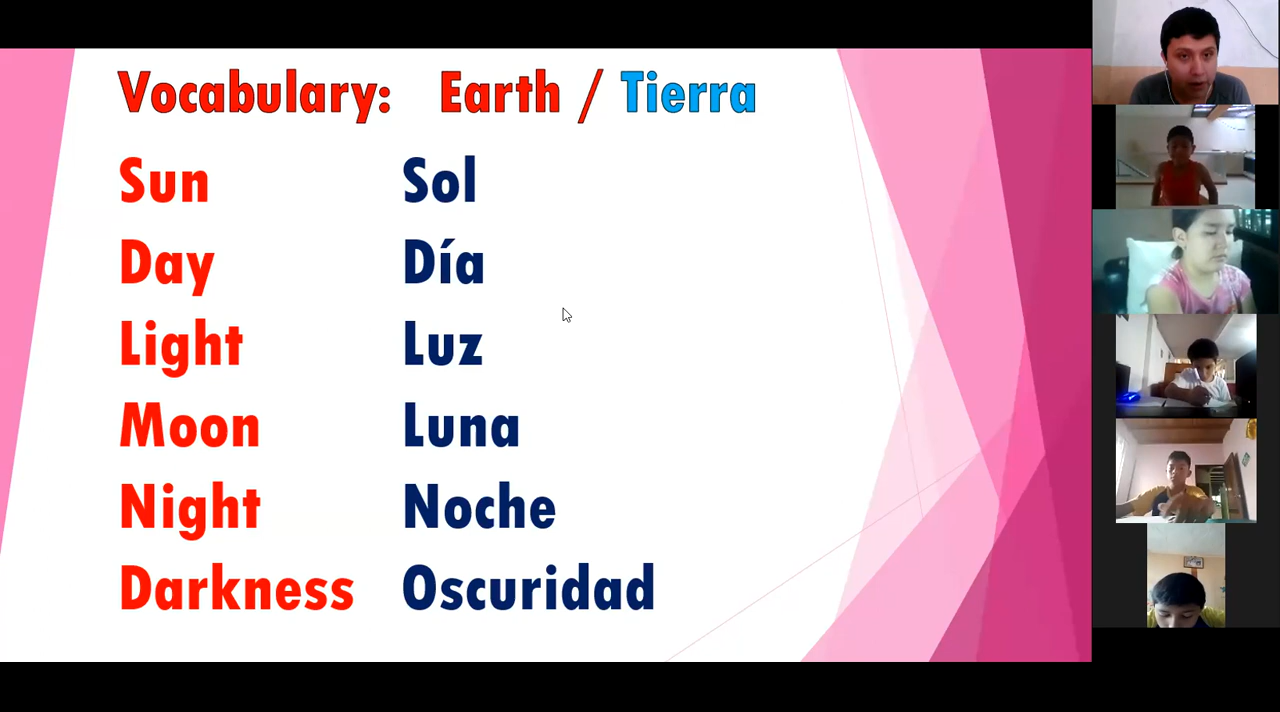 Vocabulary: Earth / Tierra
Sun Sol
Day Día
Light Luz
Moon Luna
Night Noche
Darkness Oscuridad